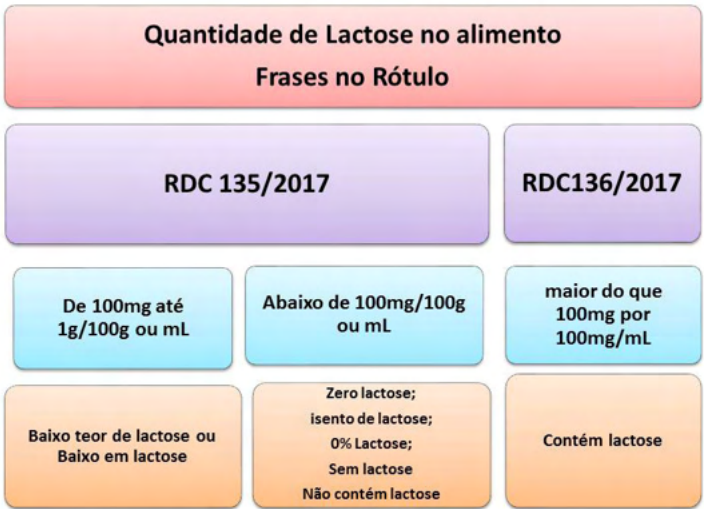 Quantidade de Lactose no alimento
Frases no Rótulo
RDC 135/2017
RDC136/2017
De 100mg até
1g/100g ou mL
Abaixo de 100mg/100g
ou mL
maior do que
100mg por
100mg/mL
Baixo teor de lactose ou
Baixo em lactose
Zero lactose;
isento de lactose;
0% Lactose;
Sem lactose
Não contém lactose
Contém lactose